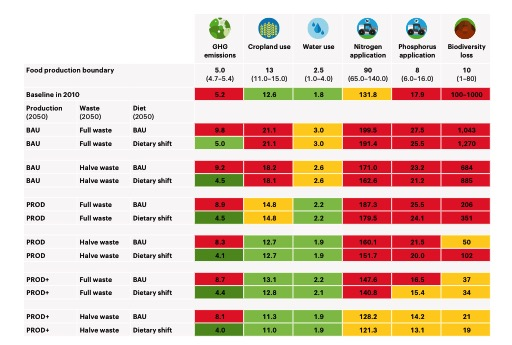 GHG emissions Cropland use Water use Nitrogen application Phosphorus application Biodiversity loss
Food production boundary 5.0 13 2.5 90 8 10
(4.7–5.4) (11.0–15.0) (1.0–4.0) (65.0–140.0) (6.0–16.0) (1–80)
Baseline in 2010 5.2 12.6 1.8 131.8 17.9 100–1000
Production Waste Diet
(2050) (2050) (2050)
BAU Full waste BAU 9.8 21.1 3.0 199.5 27.5 1,043
BAU Full waste Dietary shift 5.0 21.1 3.0 191.4 25.5 1,270
BAU Halve waste BAU 9.2 18.2 2.6 171.0 23.2 684
BAU Halve waste Dietary shift 4.5 18.1 2.6 162.6 21.2 885
PROD Full waste BAU 8.9 14.8 2.2 187.3 25.5 206
PROD Full waste Dietary shift 4.5 14.8 2.2 179.5 24.1 351
PROD Halve waste BAU 8.3 12.7 1.9 160.1 21.5 50
PROD Halve waste Dietary shift 4.1 12.7 1.9 151.7 20.0 102
PROD+ Full waste BAU 8.7 13.1 2.2 147.6 16.5 37
PROD+ Full waste Dietary shift 4.4 12.8 2.1 140.8 15.4 34
PROD+ Halve waste BAU 8.1 11.3 1.9 128.2 14.2 21
PROD+ Halve waste Dietary shift 4.0 11.0 1.9 121.3 13.1 19